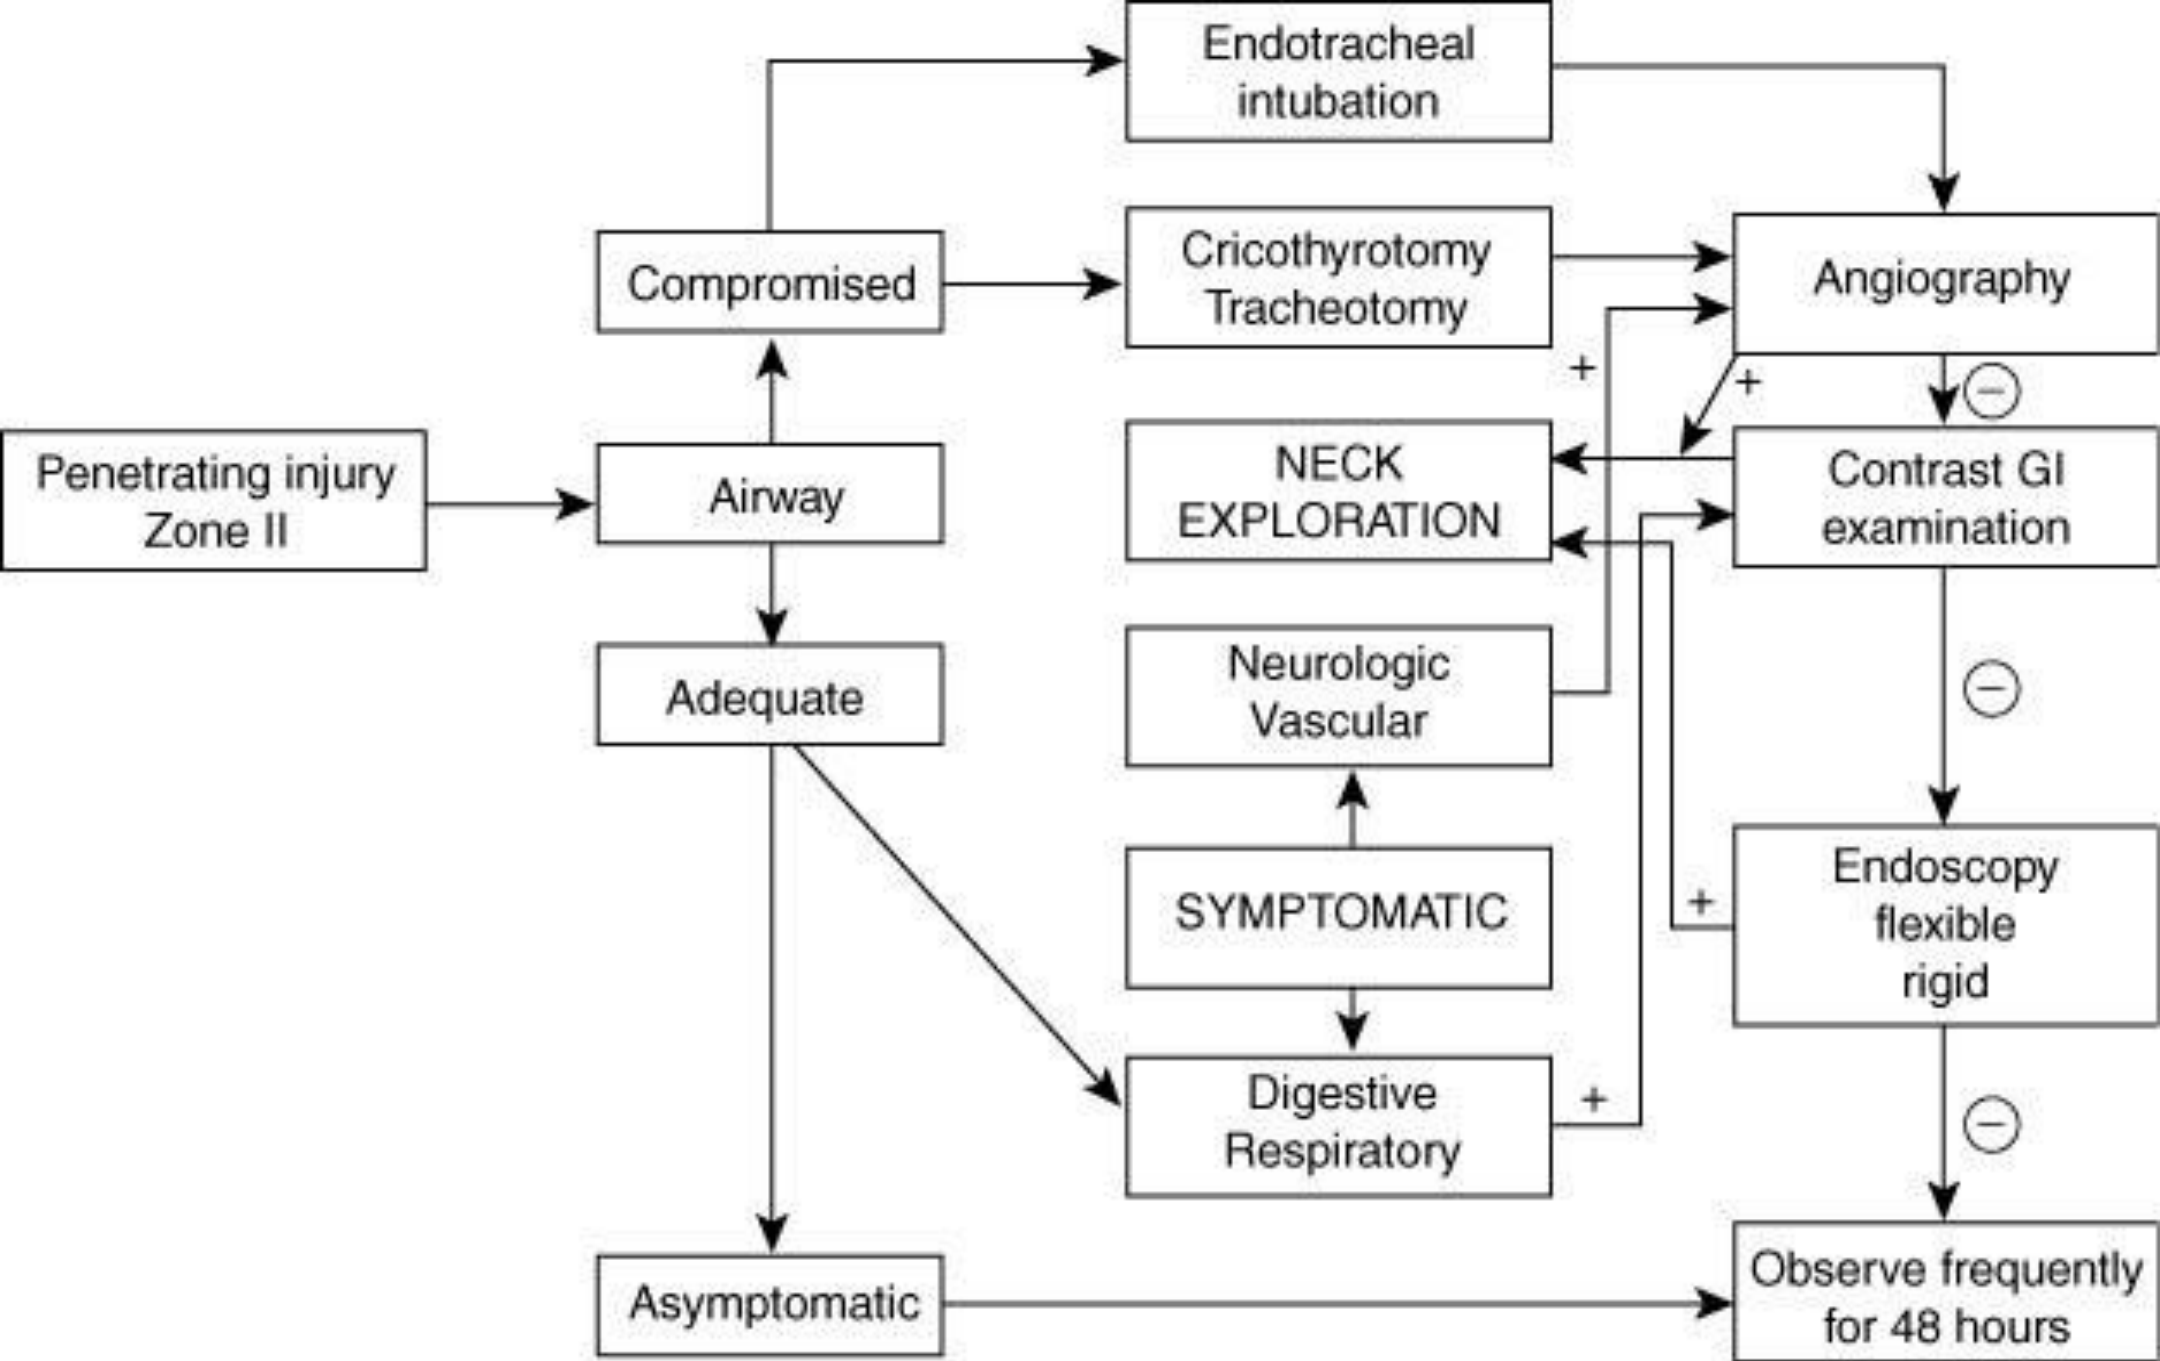 Endotracheal
intubation
Cricothyrotomy
Tracheotomy
Compromised
Angiography
+
+
−
Penetrating injury
Zone II
Airway
NECK
EXPLORATION
Contrast GI
examination
Adequate
Neurologic
Vascular
−
SYMPTOMATIC
+
Endoscopy
flexible
rigid
Digestive
Respiratory
+
−
Asymptomatic
Observe frequently
for 48 hours